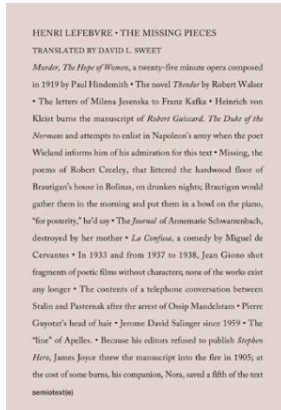 HENRI LEFEBVRE • THE MISSING PIECES
TRANSLATED BY DAVID L. SWEET
Murder, The Hope of Women, a twenty-five minute opera composed
in 1919 by Paul Hindemith • The novel Theodor by Robert Walser
• The letters of Milena Jesenska to Franz Kafka • Heinrich von
Kleist burns the manuscript of Robert Guiscard, The Duke of the
Normans and attempts to enlist in Napoleon's army when the poet
Wieland informs him of his admiration for this text • Missing, the
poems of Robert Creeley, that littered the hardwood floor of
Brautigan's house in Bolinas, on drunken nights; Brautigan would
gather them in the morning and put them in a bowl on the piano,
"for posterity," he'd say • The Journal of Annemarie Schwarzenbach,
destroyed by her mother • La Confusa, a comedy by Miguel de
Cervantes • In 1933 and from 1937 to 1938, Jean Giono shot
fragments of poetic films without characters; none of the works exist
any longer • The contents of a telephone conversation between
Stalin and Pasternak after the arrest of Ossip Mandelstam • Pierre
Guyotat's head of hair • Jerome David Salinger since 1959 • The
"line" of Apelles. • Because his editors refused to publish Stephen
Hero, James Joyce threw the manuscript into the fire in 1905; at
the cost of some burns, his companion, Nora, saved a fifth of the text
semiotext(e)